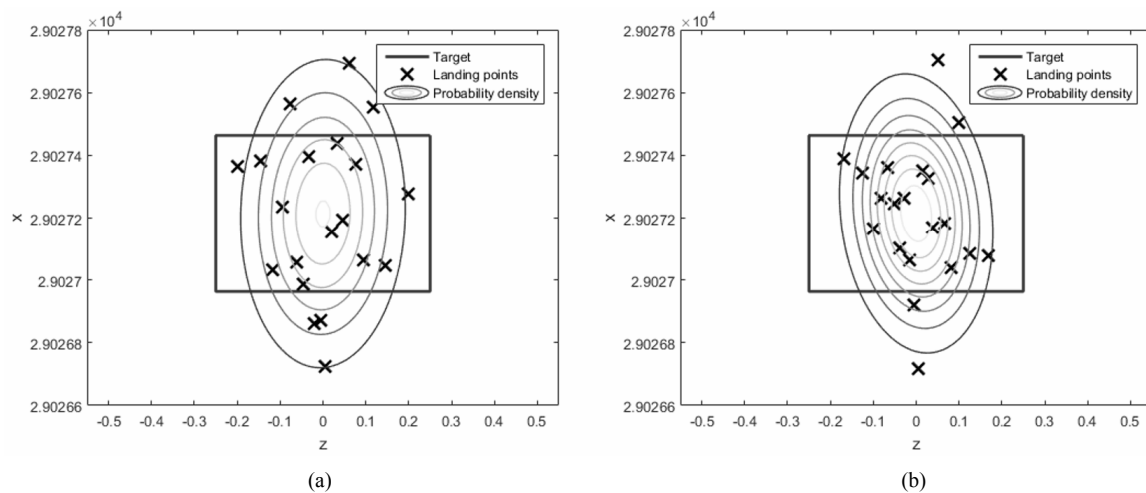 × 10⁴
2.90278
2.90276
2.90274
2.90272
2.9027
2.90268
2.90266
x
-0.5 -0.4 -0.3 -0.2 -0.1 0 0.1 0.2 0.3 0.4 0.5
z
Target
Landing points
Probability density
(a)
× 10⁴
2.90278
2.90276
2.90274
2.90272
2.9027
2.90268
2.90266
x
-0.5 -0.4 -0.3 -0.2 -0.1 0 0.1 0.2 0.3 0.4 0.5
z
Target
Landing points
Probability density
(b)